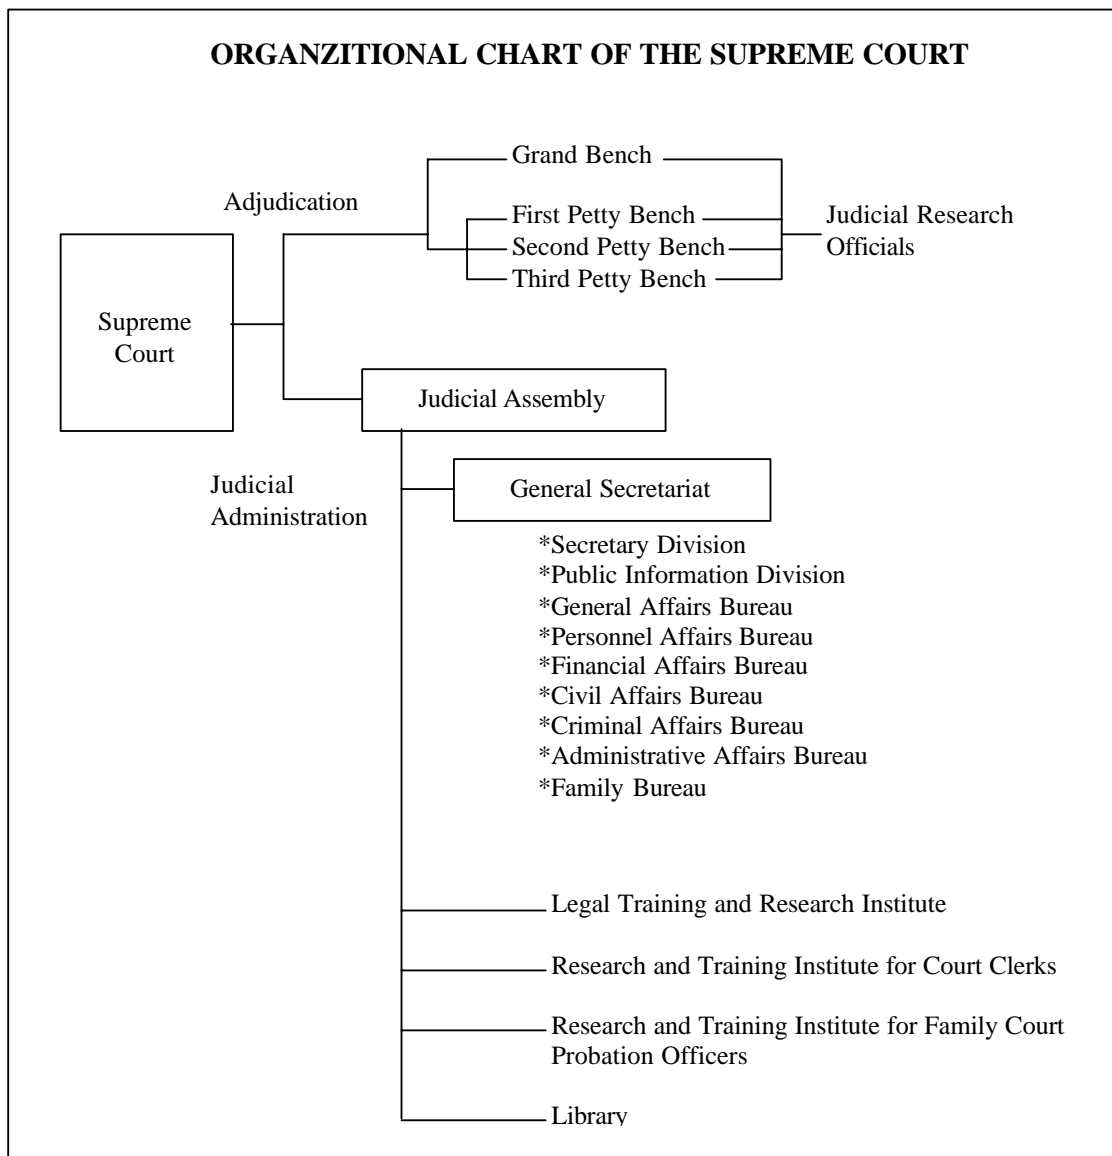 ORGANZITIONAL CHART OF THE SUPREME COURT
Grand Bench
Adjudication
First Petty Bench
Second Petty Bench
Third Petty Bench
Judicial Research
Officials
Supreme
Court
Judicial Assembly
Judicial
Administration
General Secretariat
*Secretary Division
*Public Information Division
*General Affairs Bureau
*Personnel Affairs Bureau
*Financial Affairs Bureau
*Civil Affairs Bureau
*Criminal Affairs Bureau
*Administrative Affairs Bureau
*Family Bureau
Legal Training and Research Institute
Research and Training Institute for Court Clerks
Research and Training Institute for Family Court
Probation Officers
Library